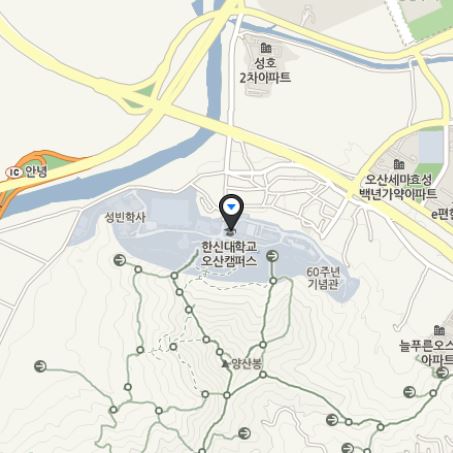 성호
2차아파트
IC 안녕
오산세마효성
백년가약아파트
성빈학사
e편한
한신대학교
오산캠퍼스
60주년
기념관
늘푸른오스
아파트
양산봉